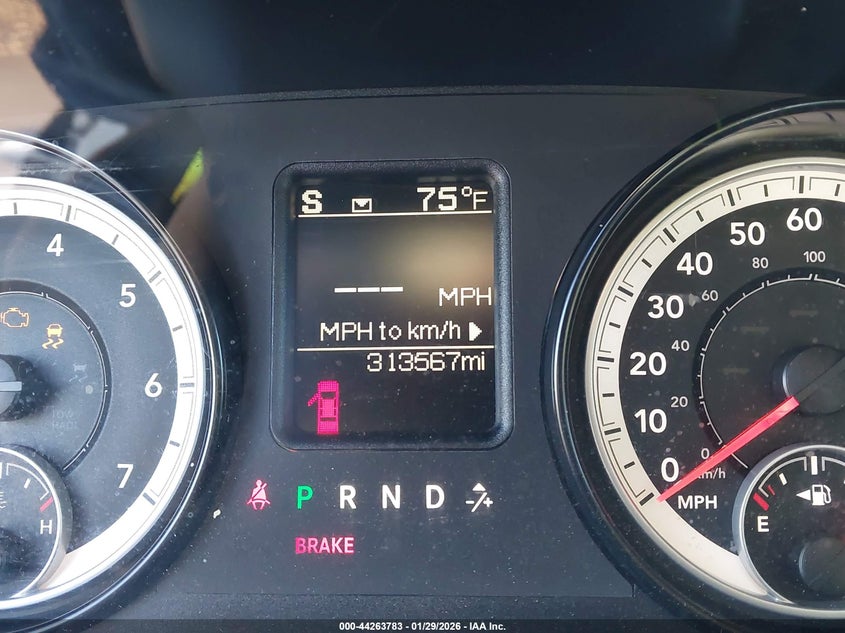 S 75°F
--- MPH
MPH to km/h
313567mi
P R N D -/+
BRAKE
4
5
6
7
H
60
50
40
30
20
10
0
MPH
100
80
60
40
20
0
km/h
E
000-44263783 - 01/29/2026 - IAA Inc.